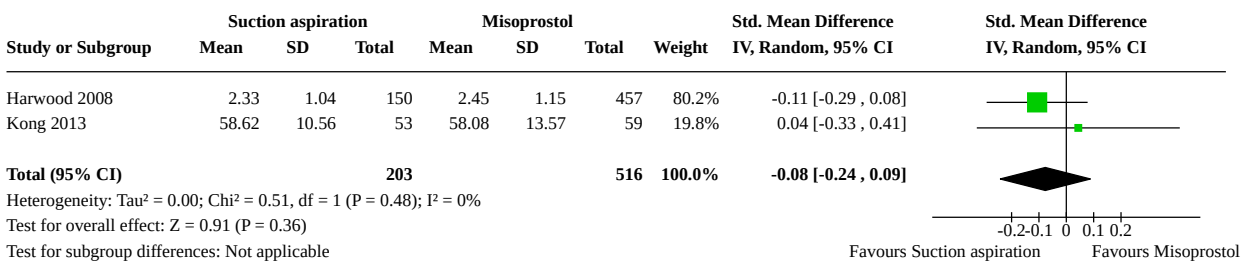 Suction aspiration Misoprostol Std. Mean Difference Std. Mean Difference
Study or Subgroup Mean SD Total Mean SD Total Weight IV, Random, 95% CI IV, Random, 95% CI
Harwood 2008 2.33 1.04 150 2.45 1.15 457 80.2% -0.11 [-0.29 , 0.08]
Kong 2013 58.62 10.56 53 58.08 13.57 59 19.8% 0.04 [-0.33 , 0.41]
Total (95% CI) 203 516 100.0% -0.08 [-0.24 , 0.09]
Heterogeneity: Tau² = 0.00; Chi² = 0.51, df = 1 (P = 0.48); I² = 0%
Test for overall effect: Z = 0.91 (P = 0.36) -0.2 -0.1 0 0.1 0.2
Test for subgroup differences: Not applicable Favours Suction aspiration Favours Misoprostol